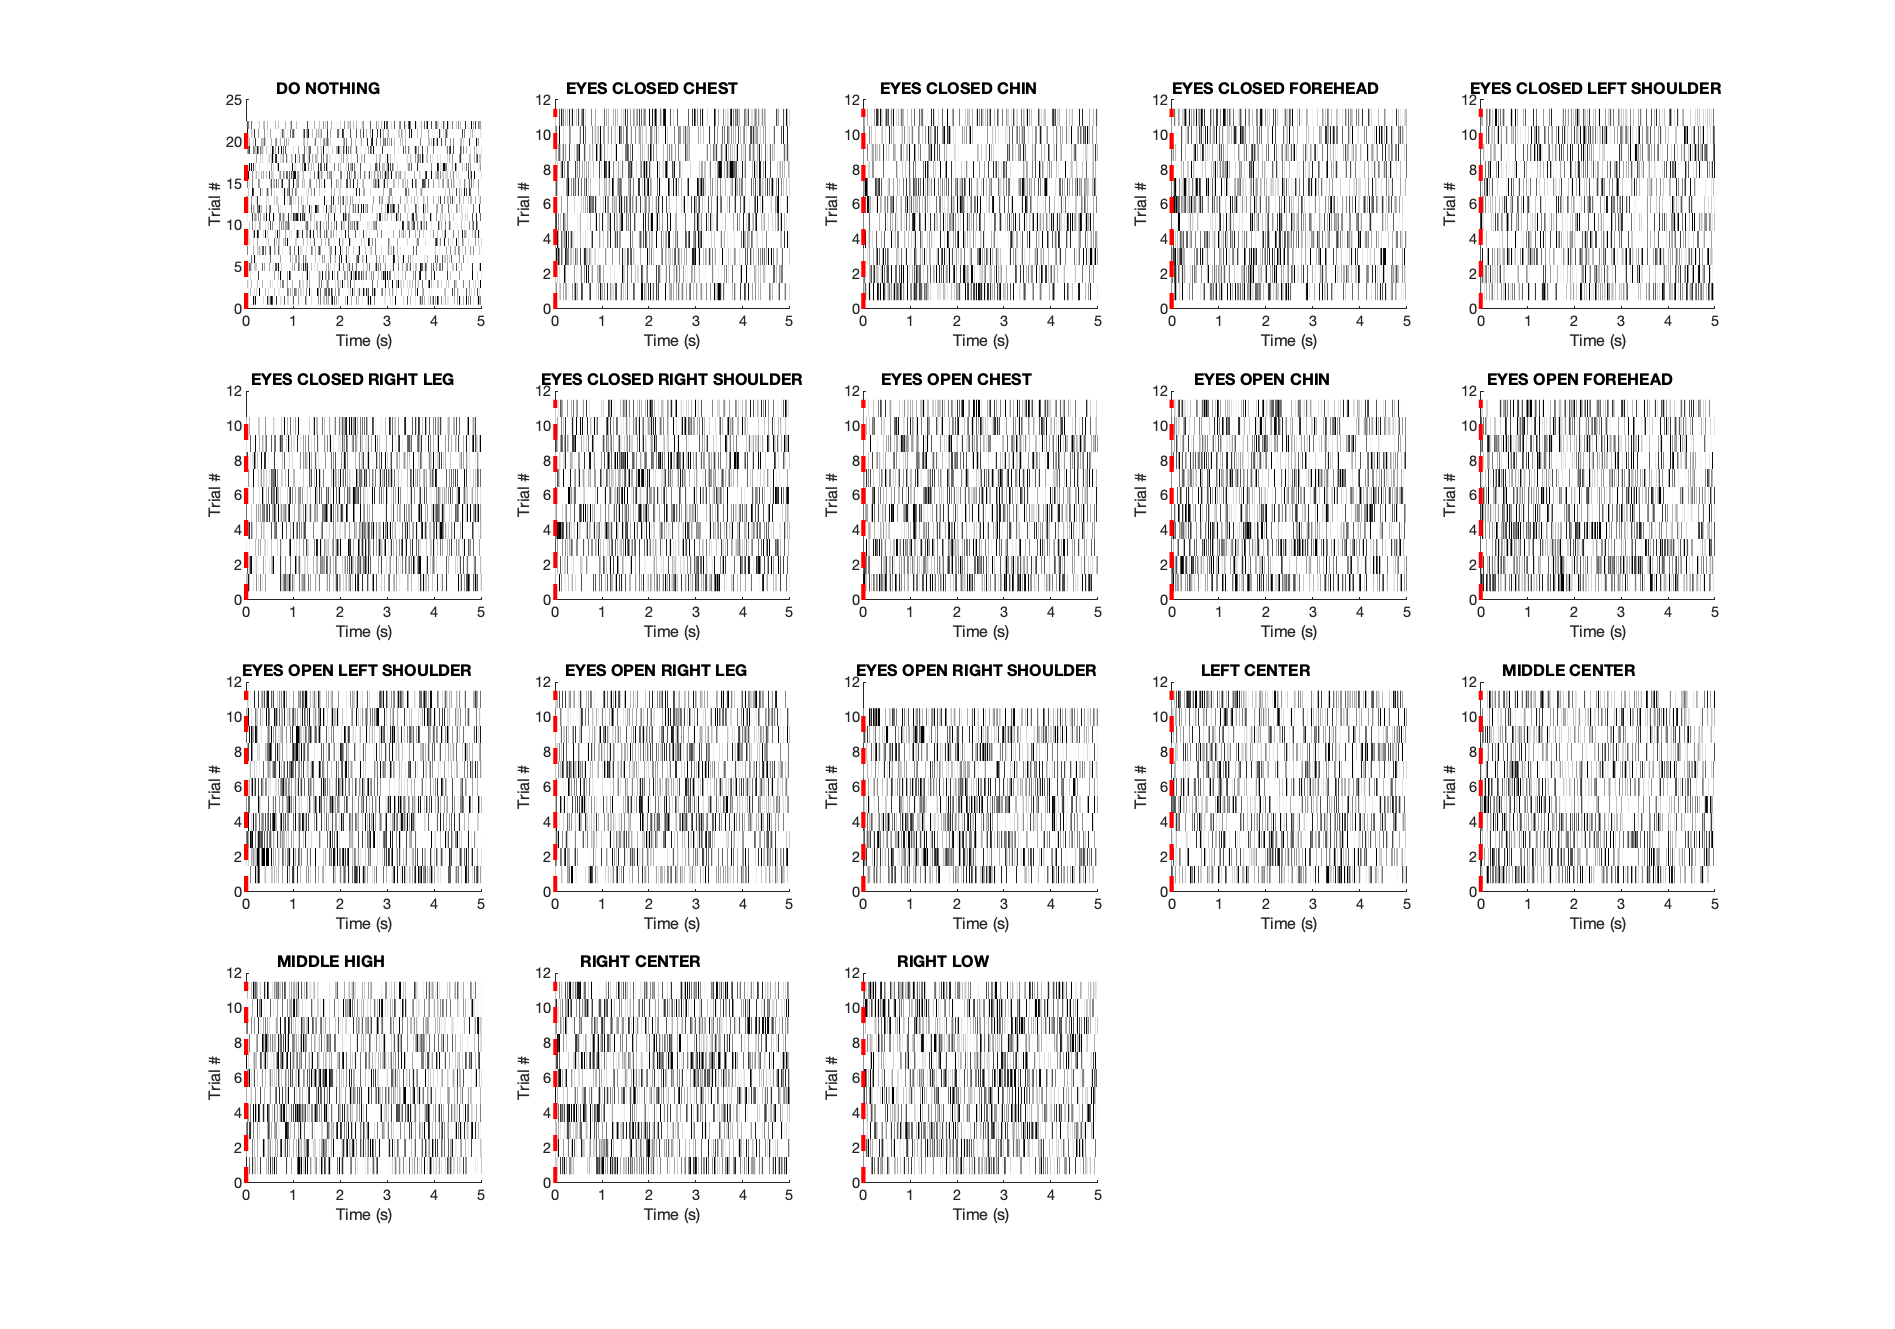 DO NOTHING
25
20
15
10
5
0
Trial #
0 1 2 3 4 5
Time (s)
EYES CLOSED CHEST
12
10
8
6
4
2
0
Trial #
0 1 2 3 4 5
Time (s)
EYES CLOSED CHIN
12
10
8
6
4
2
0
Trial #
0 1 2 3 4 5
Time (s)
EYES CLOSED FOREHEAD
12
10
8
6
4
2
0
Trial #
0 1 2 3 4 5
Time (s)
EYES CLOSED LEFT SHOULDER
12
10
8
6
4
2
0
Trial #
0 1 2 3 4 5
Time (s)
EYES CLOSED RIGHT LEG
12
10
8
6
4
2
0
Trial #
0 1 2 3 4 5
Time (s)
EYES CLOSED RIGHT SHOULDER
12
10
8
6
4
2
0
Trial #
0 1 2 3 4 5
Time (s)
EYES OPEN CHEST
12
10
8
6
4
2
0
Trial #
0 1 2 3 4 5
Time (s)
EYES OPEN CHIN
12
10
8
6
4
2
0
Trial #
0 1 2 3 4 5
Time (s)
EYES OPEN FOREHEAD
12
10
8
6
4
2
0
Trial #
0 1 2 3 4 5
Time (s)
EYES OPEN LEFT SHOULDER
12
10
8
6
4
2
0
Trial #
0 1 2 3 4 5
Time (s)
EYES OPEN RIGHT LEG
12
10
8
6
4
2
0
Trial #
0 1 2 3 4 5
Time (s)
EYES OPEN RIGHT SHOULDER
12
10
8
6
4
2
0
Trial #
0 1 2 3 4 5
Time (s)
LEFT CENTER
12
10
8
6
4
2
0
Trial #
0 1 2 3 4 5
Time (s)
MIDDLE CENTER
12
10
8
6
4
2
0
Trial #
0 1 2 3 4 5
Time (s)
MIDDLE HIGH
12
10
8
6
4
2
0
Trial #
0 1 2 3 4 5
Time (s)
RIGHT CENTER
12
10
8
6
4
2
0
Trial #
0 1 2 3 4 5
Time (s)
RIGHT LOW
12
10
8
6
4
2
0
Trial #
0 1 2 3 4 5
Time (s)